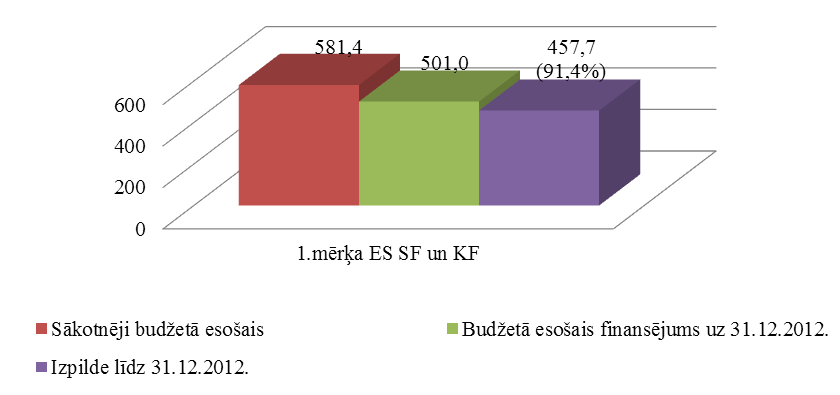 581,4
501,0
457,7
(91,4%)
600
400
200
0
1.mērķa ES SF un KF
Sākotnēji budžetā esošais
Budžetā esošais finansējums uz 31.12.2012.
Izpilde līdz 31.12.2012.